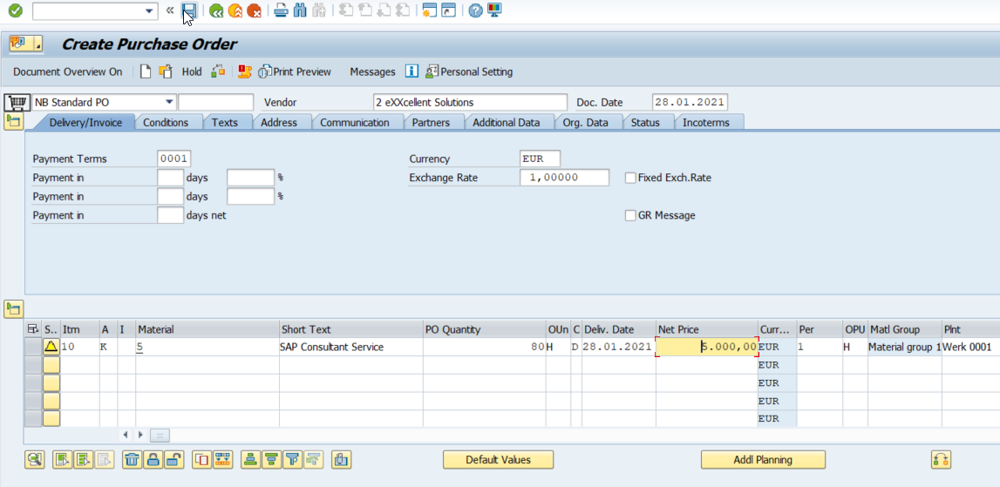 «
Create Purchase Order
Document Overview On Hold Print Preview Messages Personal Setting
NB Standard PO Vendor 2 eXXcellent Solutions Doc. Date 28.01.2021
Delivery/Invoice Conditions Texts Address Communication Partners Additional Data Org. Data Status Incoterms
Payment Terms 0001 Currency EUR
Payment in days % Exchange Rate 1,00000 Fixed Exch.Rate
Payment in days %
Payment in days net GR Message
S.. Itm A I Material Short Text PO Quantity OUn C Deliv. Date Net Price Curr... Per OPU Matl Group Plnt
10 K 5 SAP Consultant Service 80 H D 28.01.2021 5.000,00 EUR 1 H Material group 1 Werk 0001
EUR
EUR
EUR
EUR
Default Values Addl Planning